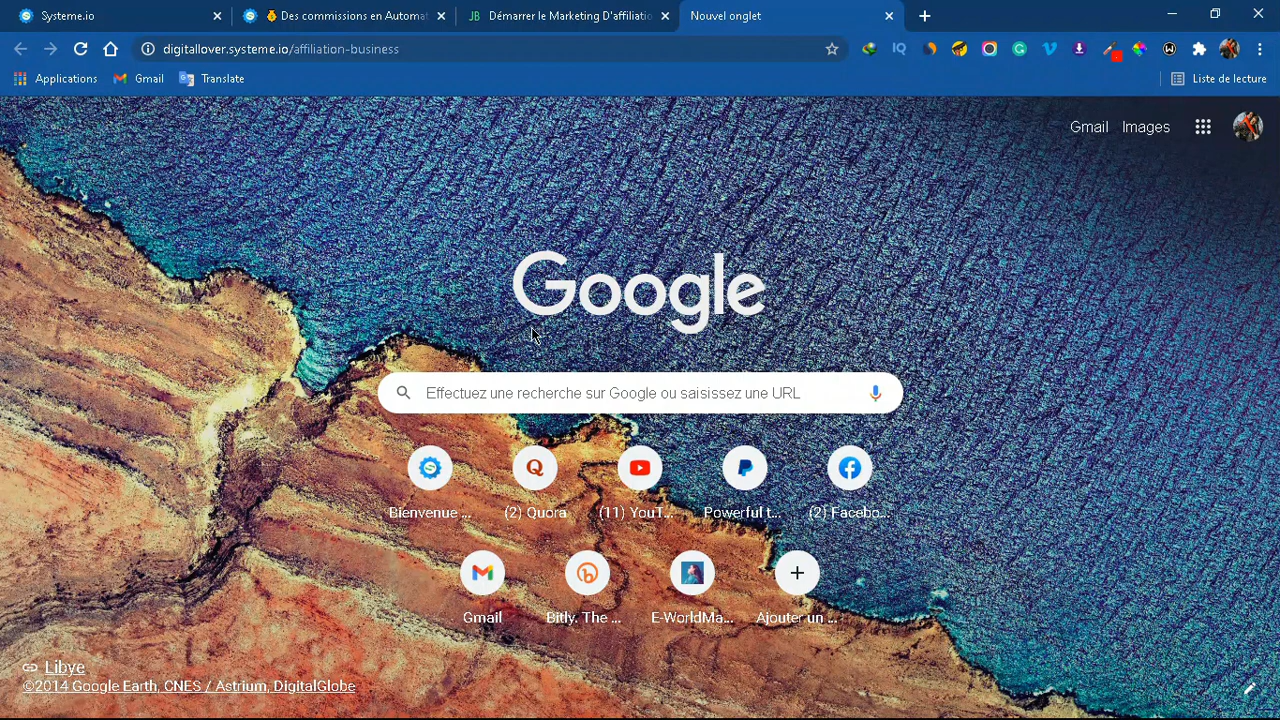 Systeme.io
Des commissions en Automat
JB Démarrer le Marketing D'affiliatio
Nouvel onglet
digitallover.systeme.io/affiliation-business
IQ
Applications
Gmail
Translate
Liste de lecture
Gmail
Images
Google
Effectuez une recherche sur Google ou saisissez une URL
Bienvenue ...
(2) Quora
(11) YouT...
Powerful t...
(2) Facebo...
Gmail
Bitly. The ...
E-WorldMa...
Ajouter un ...
Libye
©2014 Google Earth, CNES / Astrium, DigitalGlobe